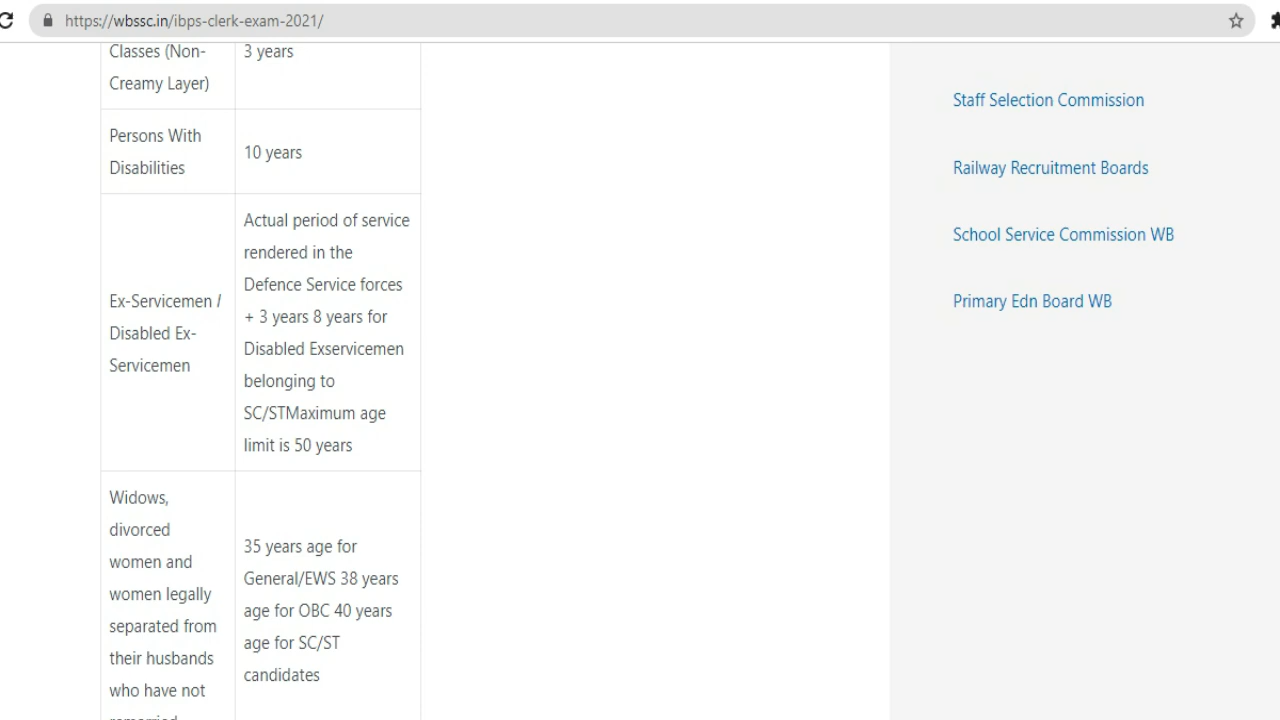 https://wbssc.in/ibps-clerk-exam-2021/
Classes (Non-
Creamy Layer)
3 years
Persons With
Disabilities
10 years
Ex-Servicemen /
Disabled Ex-
Servicemen
Actual period of service
rendered in the
Defence Service forces
+ 3 years 8 years for
Disabled Exservicemen
belonging to
SC/STMaximum age
limit is 50 years
Widows,
divorced
women and
women legally
separated from
their husbands
who have not
remarried
35 years age for
General/EWS 38 years
age for OBC 40 years
age for SC/ST
candidates
Staff Selection Commission
Railway Recruitment Boards
School Service Commission WB
Primary Edn Board WB